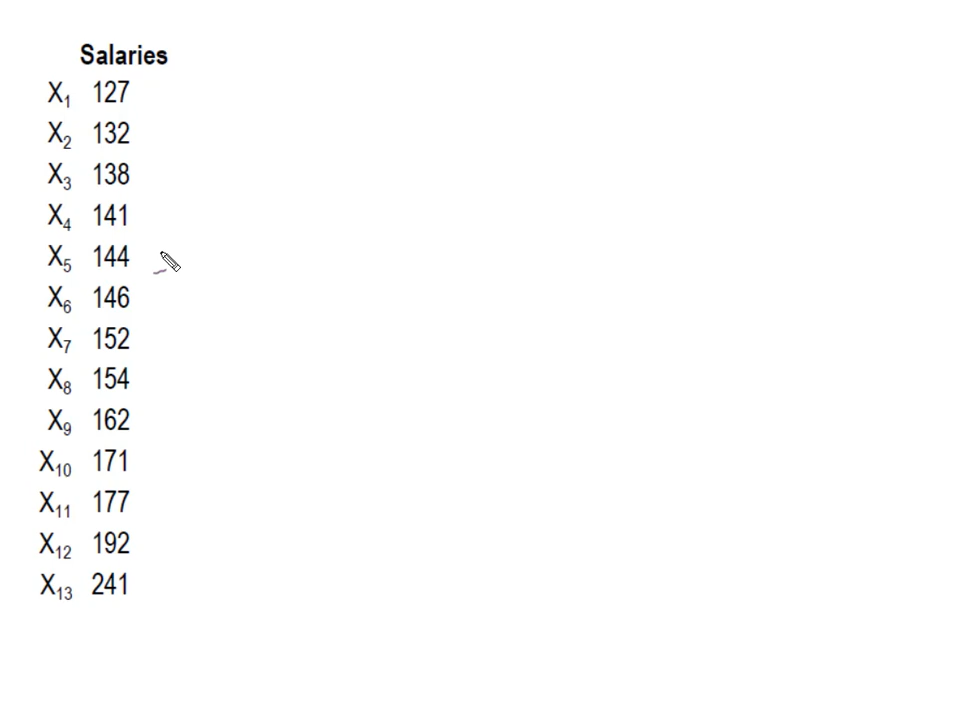 Salaries
X₁ 127
X₂ 132
X₃ 138
X₄ 141
X₅ 144
X₆ 146
X₇ 152
X₈ 154
X₉ 162
X₁₀ 171
X₁₁ 177
X₁₂ 192
X₁₃ 241